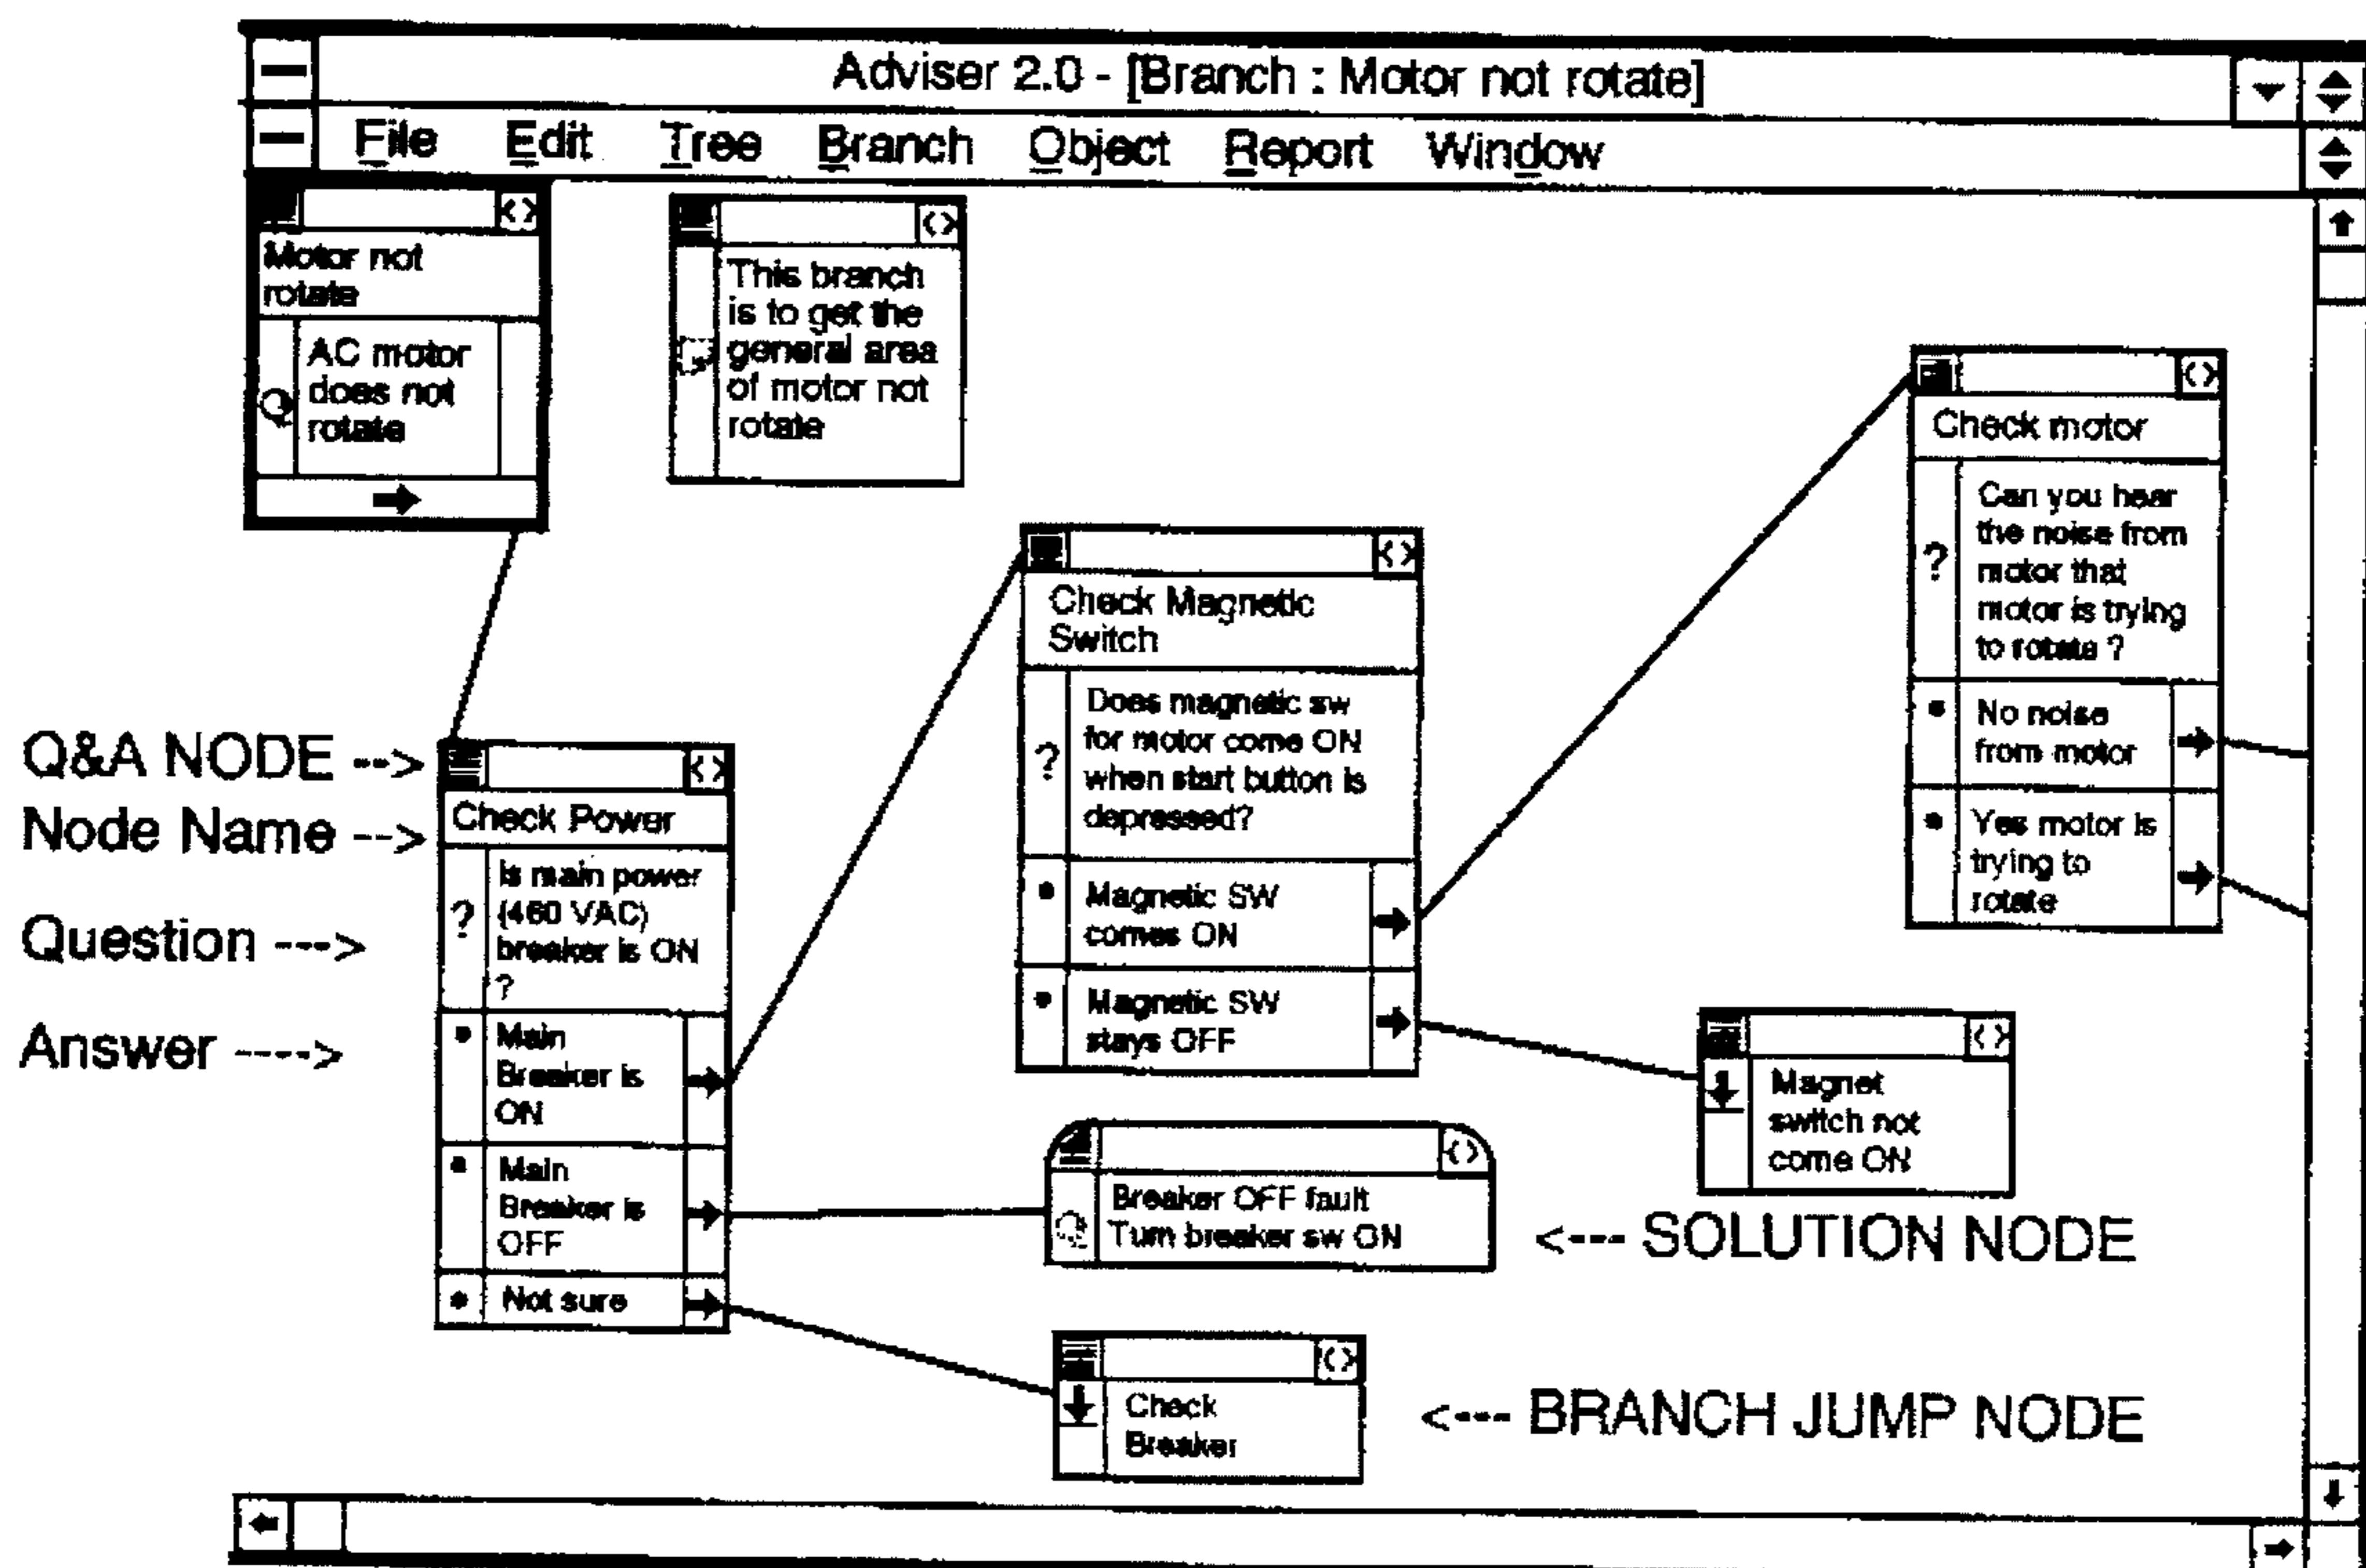 Adviser 2.0 - [Branch : Motor not rotate]
File Edit Tree Branch Object Report Window
Motor not
rotate
AC motor
does not
rotate
This branch
is to get the
general area
of motor not
rotate
Q&A NODE -->
Node Name -->
Question --->
Answer ---->
Check Power
?
Is main power
(460 VAC)
breaker is ON
?
Main
Breaker is
ON
Main
Breaker is
OFF
Not sure
Check Magnetic
Switch
?
Does magnetic sw
for motor come ON
when start button is
depressed?
Magnetic SW
comes ON
Magnetic SW
stays OFF
Check motor
?
Can you hear
the noise from
motor that
motor is trying
to rotate ?
No noise
from motor
Yes motor is
trying to
rotate
Magnet
switch not
come ON
Breaker OFF fault
Turn breaker sw ON
<--- SOLUTION NODE
Check
Breaker
<--- BRANCH JUMP NODE